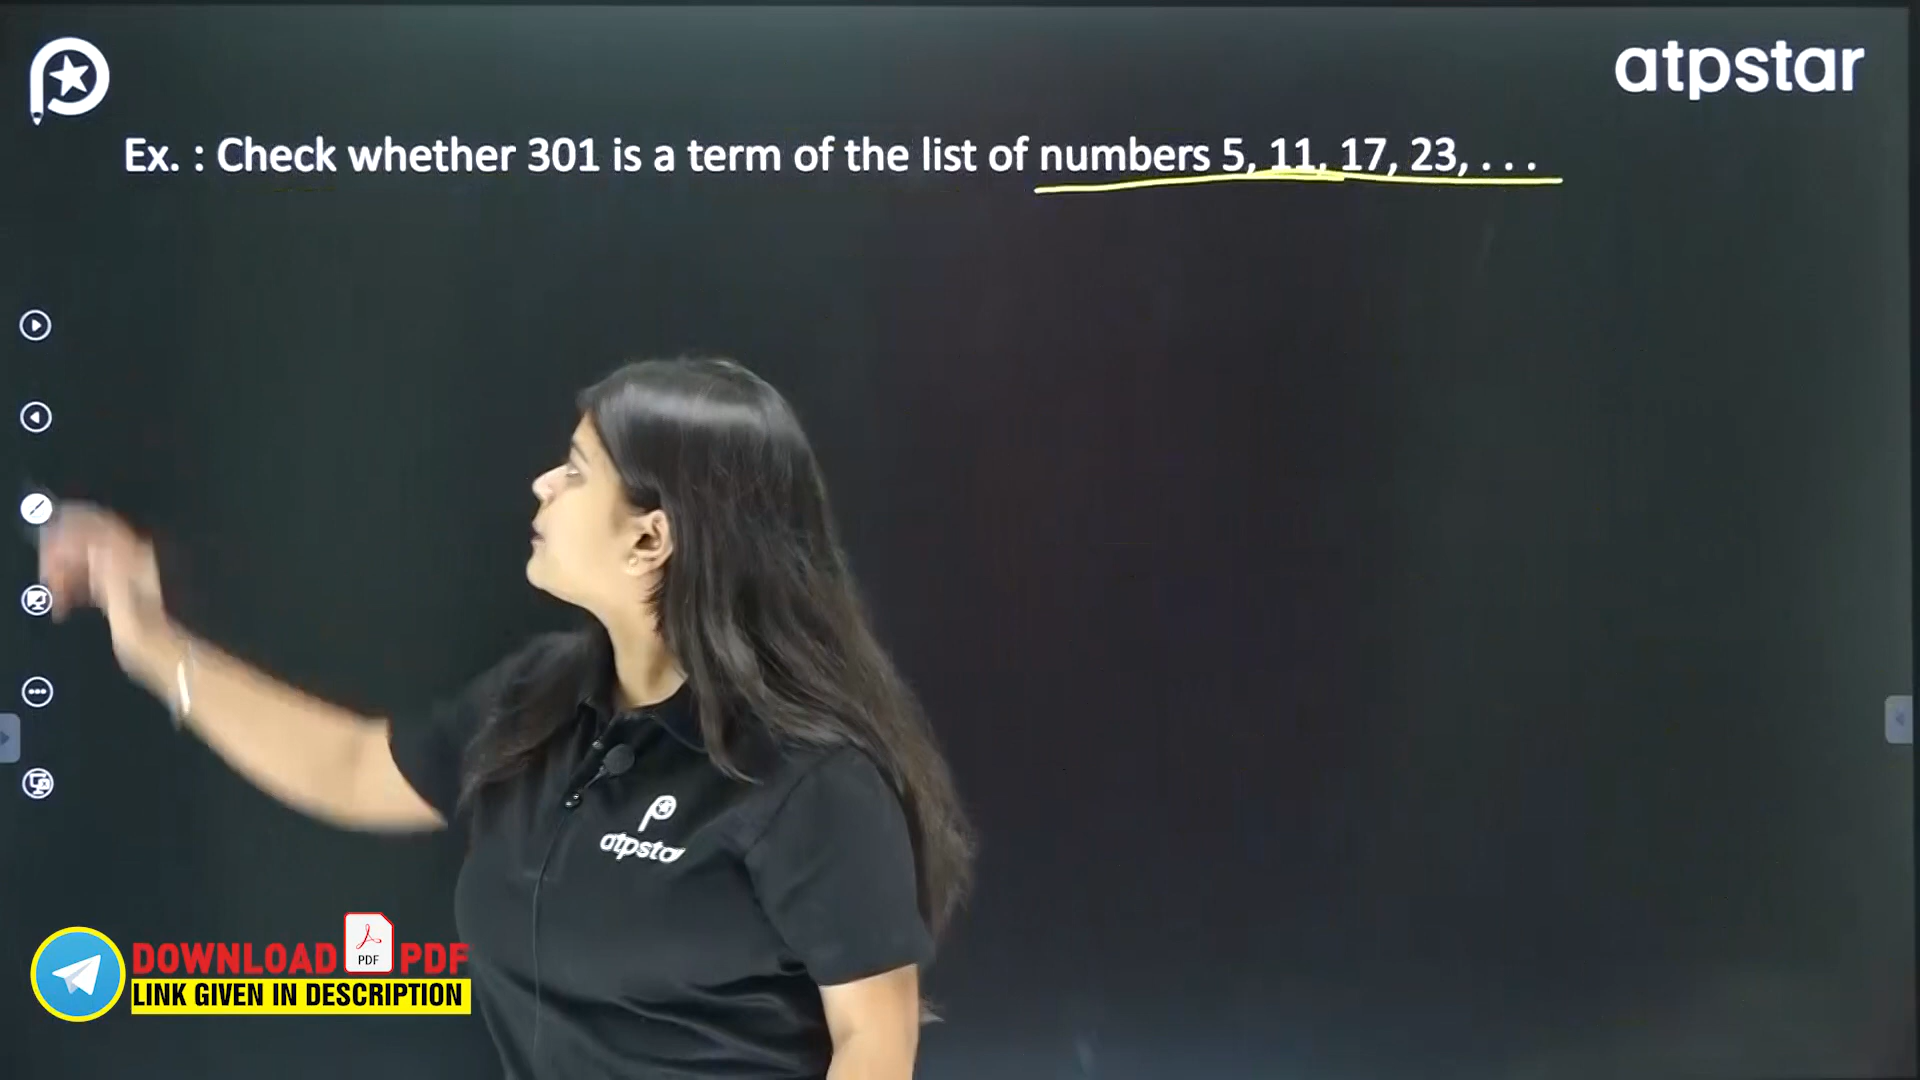 atpstar
Ex. : Check whether 301 is a term of the list of numbers 5, 11, 17, 23, . . .
atpstar
DOWNLOAD PDF PDF
LINK GIVEN IN DESCRIPTION